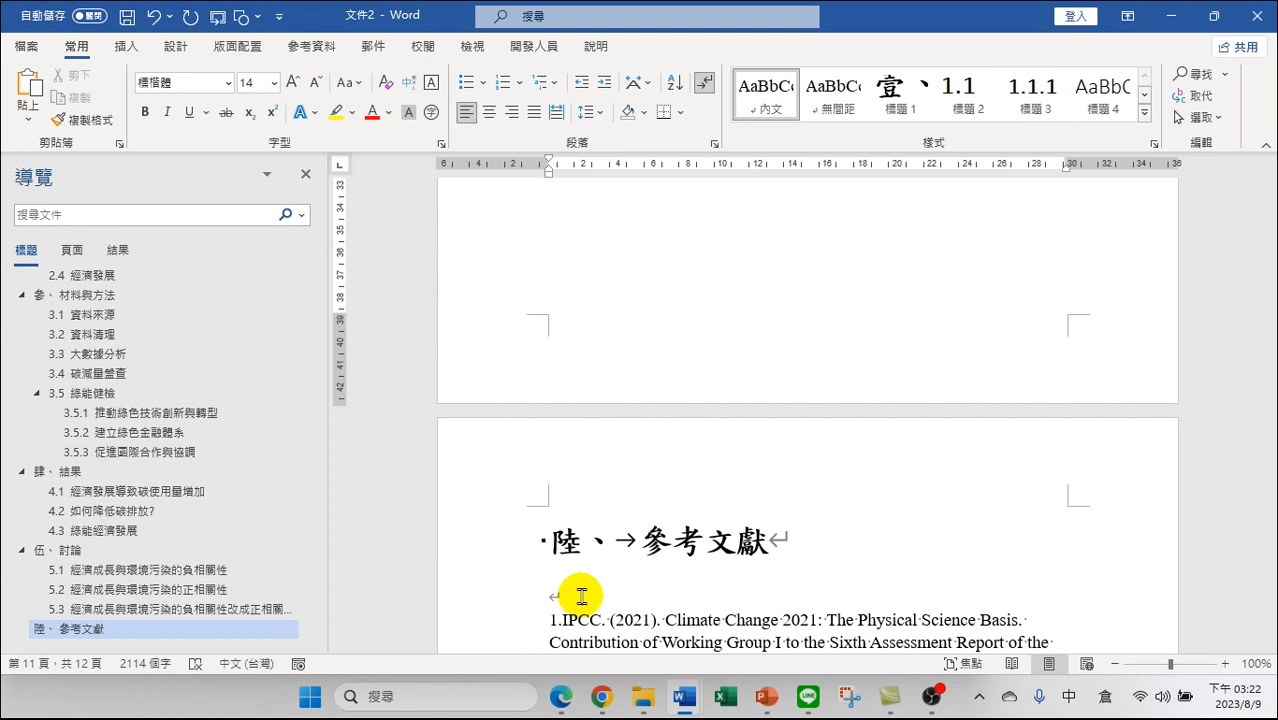 自動儲存 關閉 文件2 - Word 搜尋 登入
檔案 常用 插入 設計 版面配置 參考資料 郵件 校閱 檢視 開發人員 說明 共用
貼上 剪下 複製 複製格式
標楷體 14
AaBbC 內文 AaBbC 無間距 壹、 標題 1 1.1 標題 2 1.1.1 標題 3 AaBbC 標題 4
尋找 取代 選取
剪貼簿 字型 段落 樣式 編輯
導覽
搜尋文件
標題 頁面 結果
2.4 經濟發展
參、 材料與方法
3.1 資料來源
3.2 資料清理
3.3 大數據分析
3.4 碳減量盤查
3.5 綠能健檢
3.5.1 推動綠色技術創新與轉型
3.5.2 建立綠色金融體系
3.5.3 促進國際合作與協調
肆、 結果
4.1 經濟發展導致碳使用量增加
4.2 如何降低碳排放?
4.3 綠能經濟發展
伍、 討論
5.1 經濟成長與環境污染的負相關性
5.2 經濟成長與環境污染的正相關性
5.3 經濟成長與環境污染的負相關性改成正相關...
陸、 參考文獻
陸、→參考文獻
1.IPCC. (2021). Climate Change 2021: The Physical Science Basis.
Contribution of Working Group I to the Sixth Assessment Report of the
第 11 頁，共 12 頁 2114 個字 中文 (台灣) 焦點 100%
搜尋 中 下午 03:22
2023/8/9